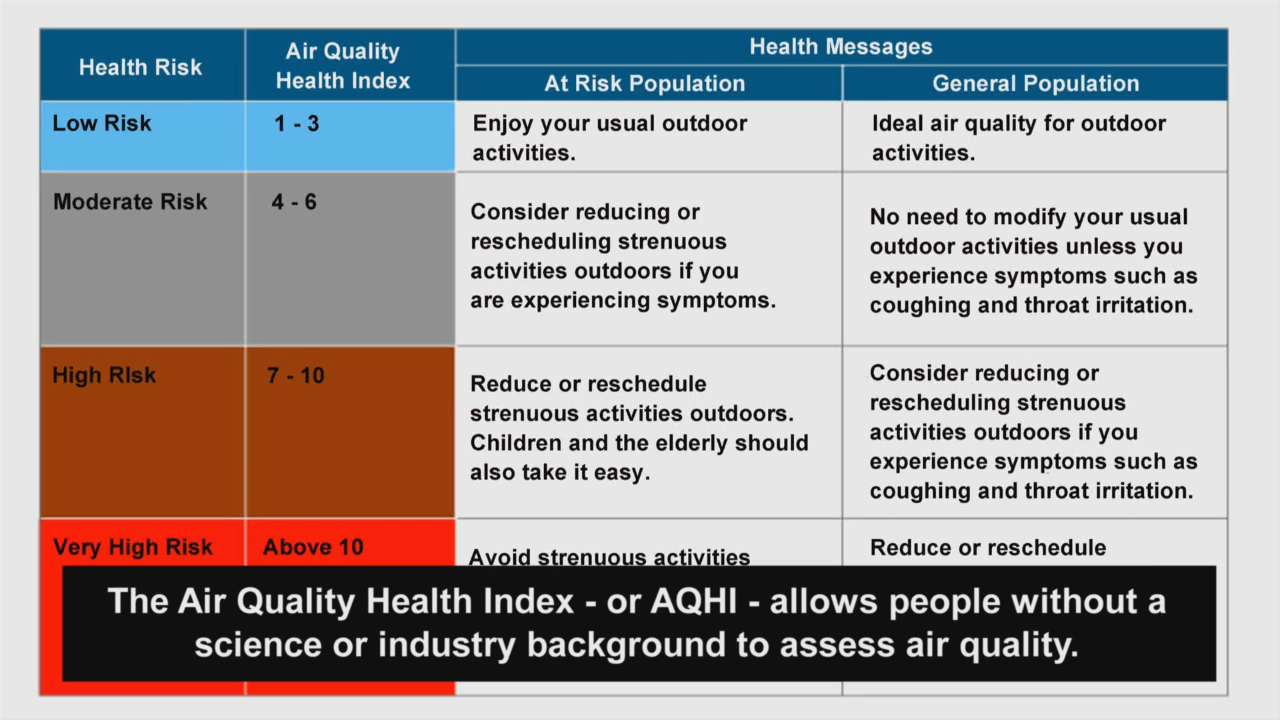 Health Risk
Air Quality
Health Index
Health Messages
At Risk Population
General Population
Low Risk
1 - 3
Enjoy your usual outdoor
activities.
Ideal air quality for outdoor
activities.
Moderate Risk
4 - 6
Consider reducing or
rescheduling strenuous
activities outdoors if you
are experiencing symptoms.
No need to modify your usual
outdoor activities unless you
experience symptoms such as
coughing and throat irritation.
High RIsk
7 - 10
Reduce or reschedule
strenuous activities outdoors.
Children and the elderly should
also take it easy.
Consider reducing or
rescheduling strenuous
activities outdoors if you
experience symptoms such as
coughing and throat irritation.
Very High Risk
Above 10
Avoid strenuous activities
Reduce or reschedule
The Air Quality Health Index - or AQHI - allows people without a
science or industry background to assess air quality.